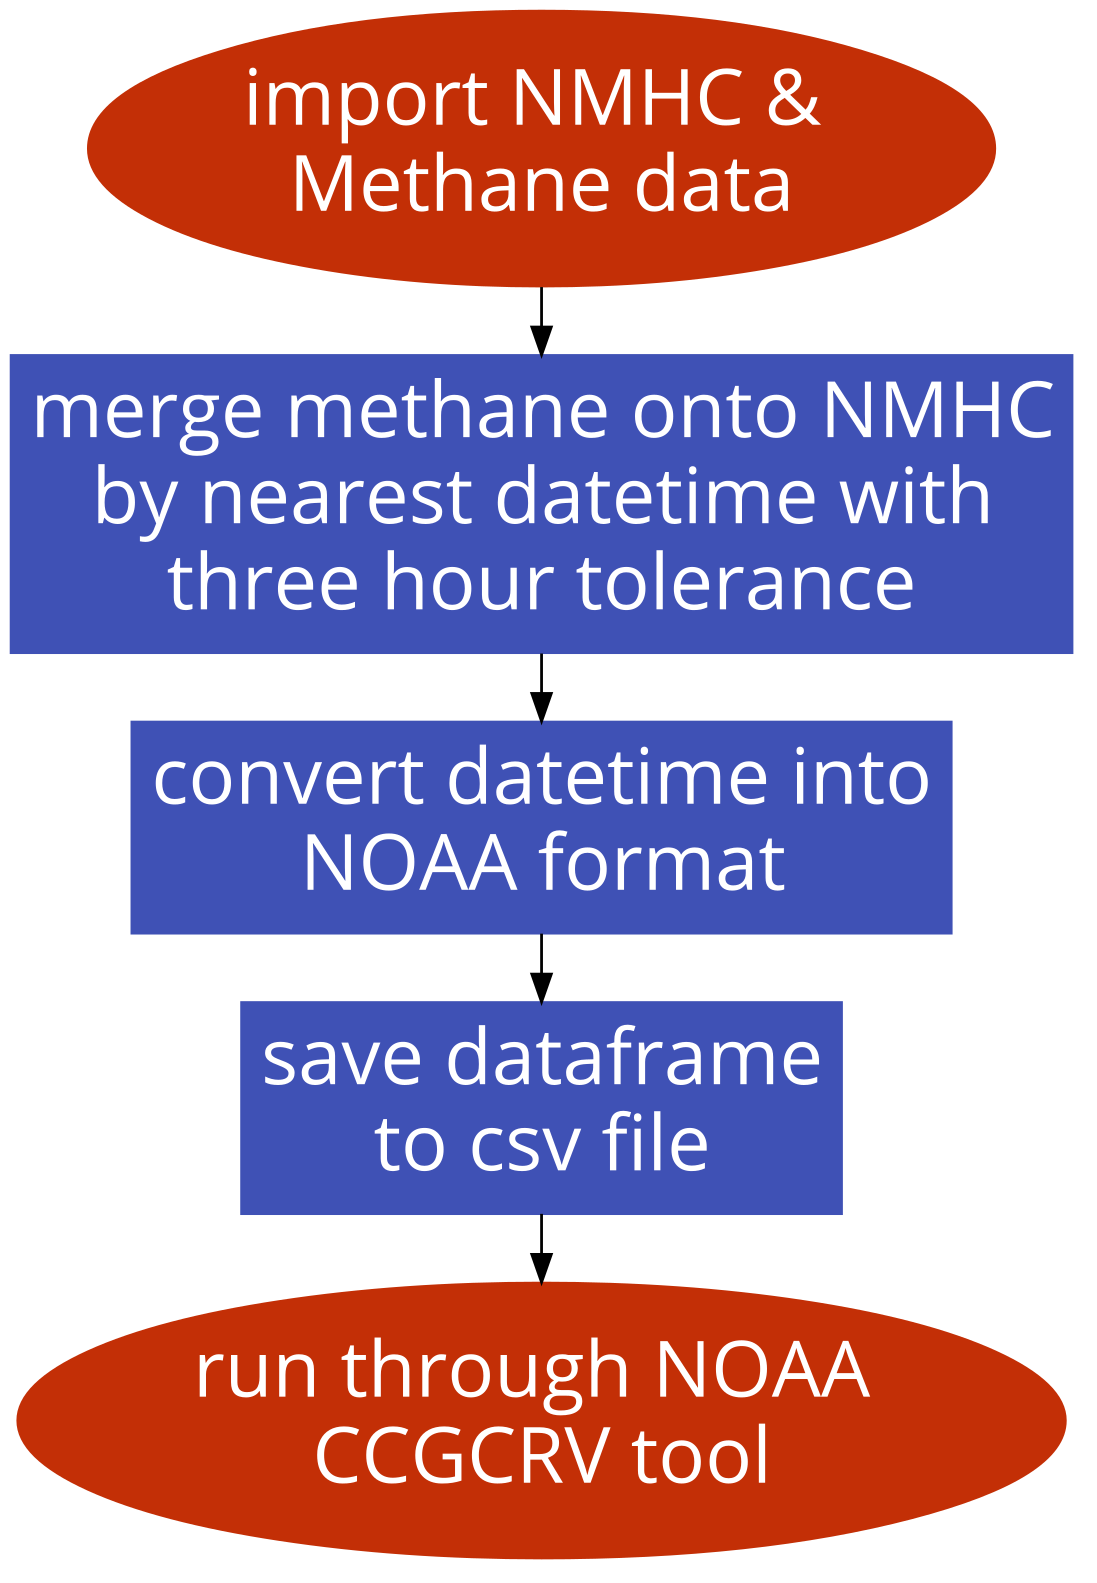 import NMHC &
Methane data
merge methane onto NMHC
by nearest datetime with
three hour tolerance
convert datetime into
NOAA format
save dataframe
to csv file
run through NOAA
CCGCRV tool